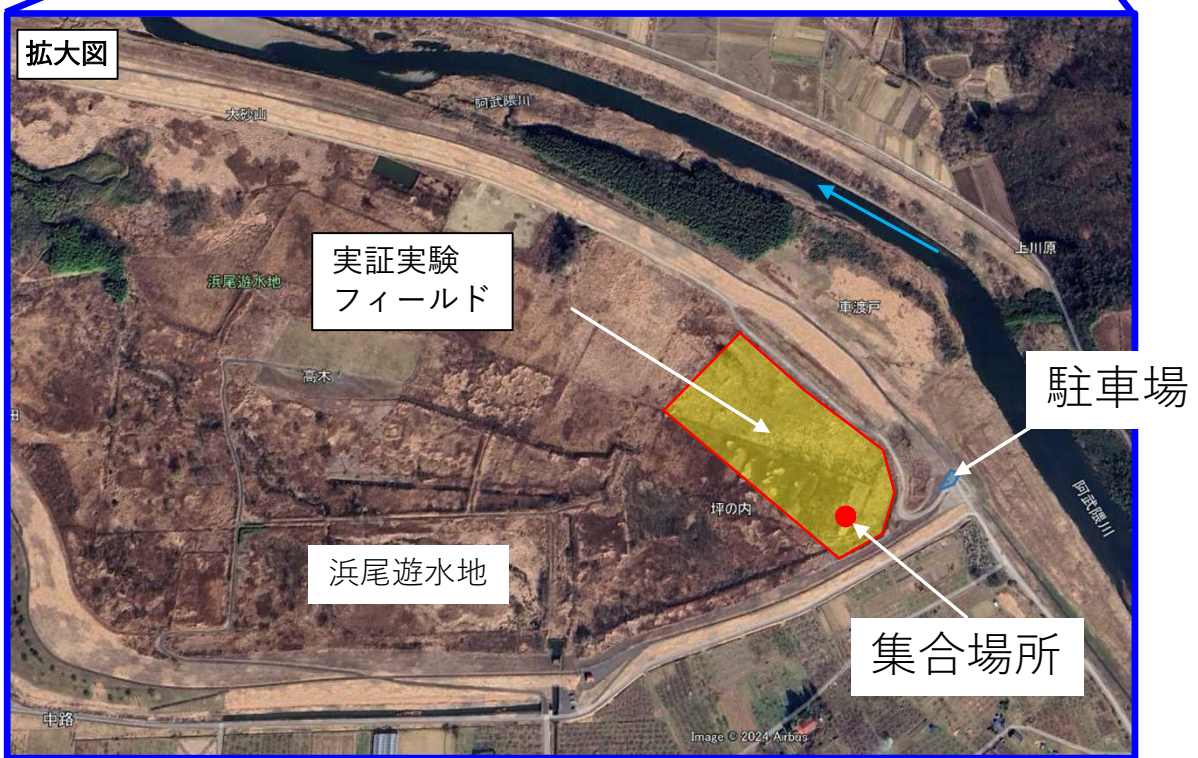 拡大図
阿武隈川
大砂山
上川原
実証実験
フィールド
浜尾遊水地
車渡戸
駐車場
高木
田
阿武隈川
坪の内
浜尾遊水地
集合場所
中路
Image © 2024 Airbus